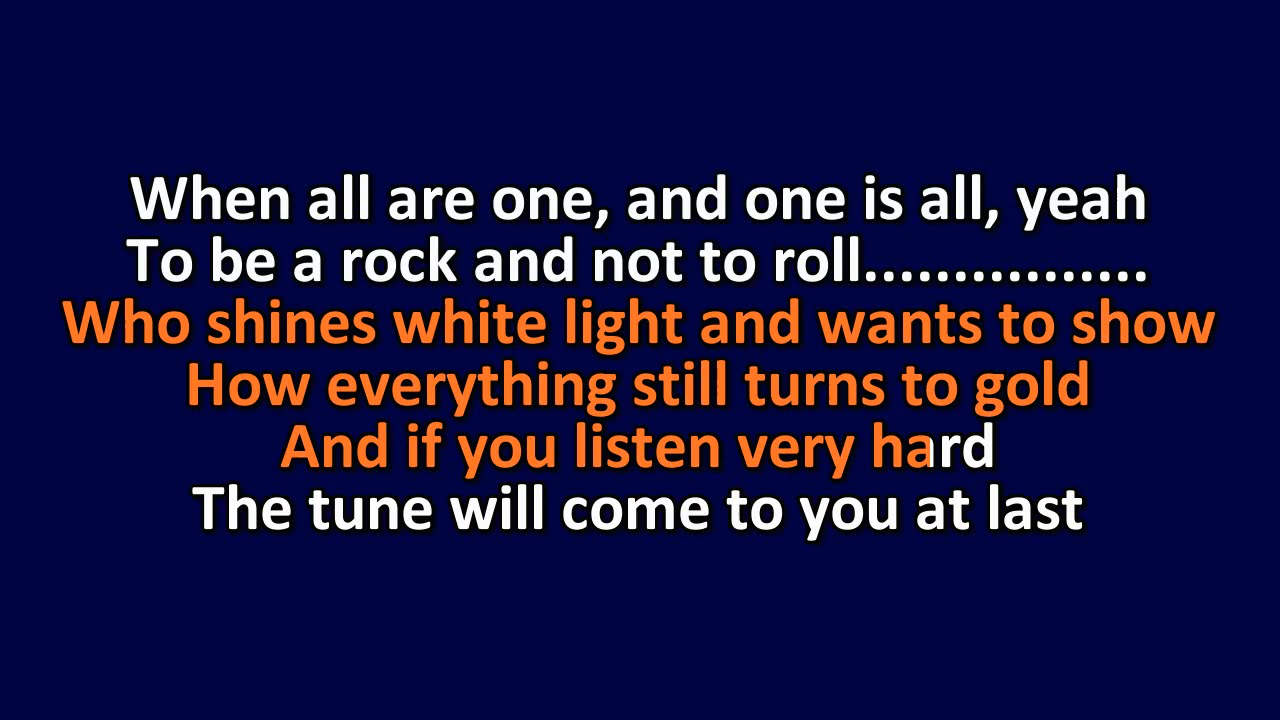 When all are one, and one is all, yeah
To be a rock and not to roll................
Who shines white light and wants to show
How everything still turns to gold
And if you listen very hard
The tune will come to you at last